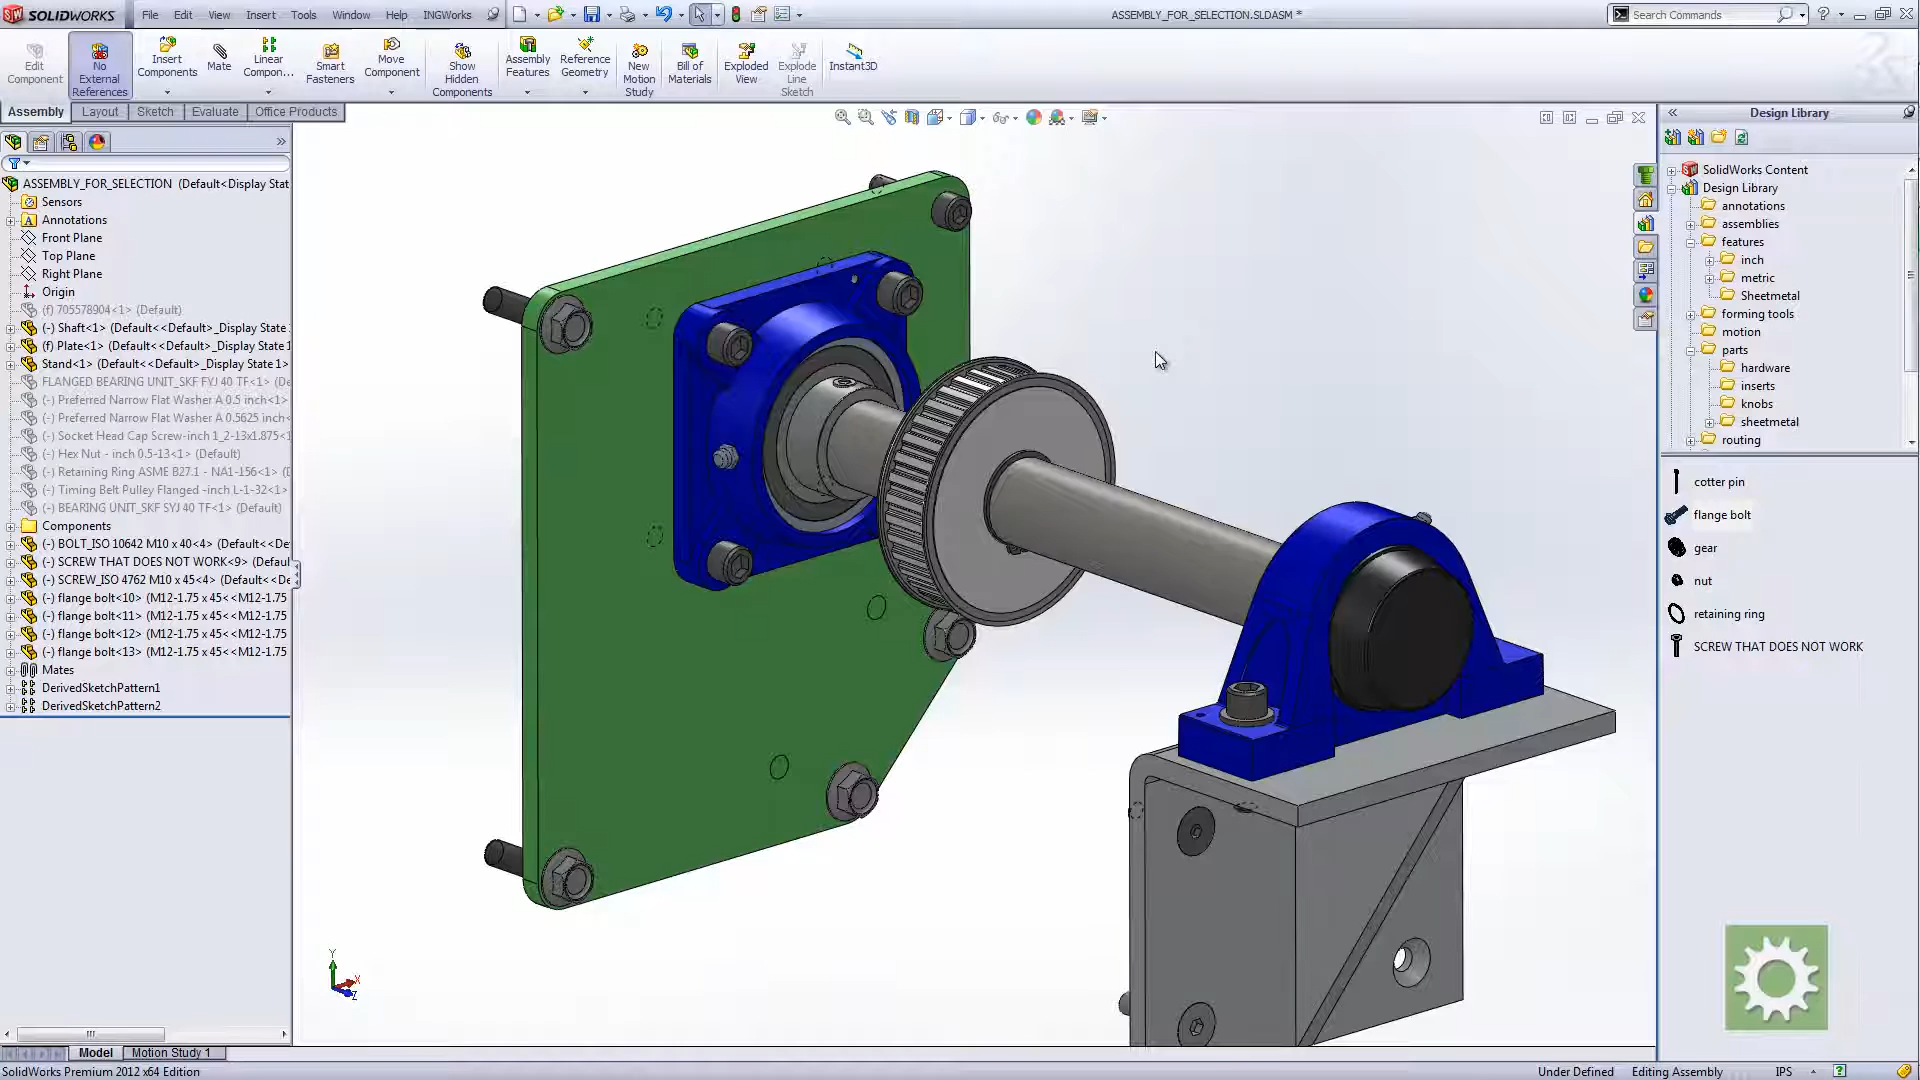 SOLIDWORKS
File Edit View Insert Tools Window Help INGWorks
ASSEMBLY_FOR_SELECTION.SLDASM *
Search Commands
Edit Component
No External References
Insert Components
Mate
Linear Compon...
Smart Fasteners
Move Component
Show Hidden Components
Assembly Features
Reference Geometry
New Motion Study
Bill of Materials
Exploded View
Explode Line Sketch
Instant3D
Assembly Layout Sketch Evaluate Office Products
ASSEMBLY_FOR_SELECTION (Default<Display Stat
Sensors
Annotations
Front Plane
Top Plane
Right Plane
Origin
(f) 705578904<1> (Default)
(-) Shaft<1> (Default<<Default>_Display State
(f) Plate<1> (Default<<Default>_Display State 1
Stand<1> (Default<<Default>_Display State 1>
FLANGED BEARING UNIT_SKF FYJ 40 TF<1> (De
(-) Preferred Narrow Flat Washer A 0.5 inch<
(-) Preferred Narrow Flat Washer A 0.5625 inch<
(-) Socket Head Cap Screw-inch 1_2-13x1.875<1
(-) Hex Nut - inch 0.5-13<1> (Default)
(-) Retaining Ring ASME B27.1 - NA1-156<1> (D
(-) Timing Belt Pulley Flanged -inch L-1-32<1>
(-) BEARING UNIT_SKF SYJ 40 TF<1> (Default)
Components
(-) BOLT_ISO 10642 M10 x 40<4> (Default<<De
(-) SCREW THAT DOES NOT WORK<9> (Defaul
(-) SCREW_ISO 4762 M10 x 45<4> (Default<<De
(-) flange bolt<10> (M12-1.75 x 45<<M12-1.75
(-) flange bolt<11> (M12-1.75 x 45<<M12-1.75
(-) flange bolt<12> (M12-1.75 x 45<<M12-1.75
(-) flange bolt<13> (M12-1.75 x 45<<M12-1.75
Mates
DerivedSketchPattern1
DerivedSketchPattern2
Y
X
Z
Design Library
SolidWorks Content
Design Library
annotations
assemblies
features
inch
metric
Sheetmetal
forming tools
motion
parts
hardware
inserts
knobs
sheetmetal
routing
cotter pin
flange bolt
gear
nut
retaining ring
SCREW THAT DOES NOT WORK
Model Motion Study 1
SolidWorks Premium 2012 x64 Edition
Under Defined Editing Assembly IPS